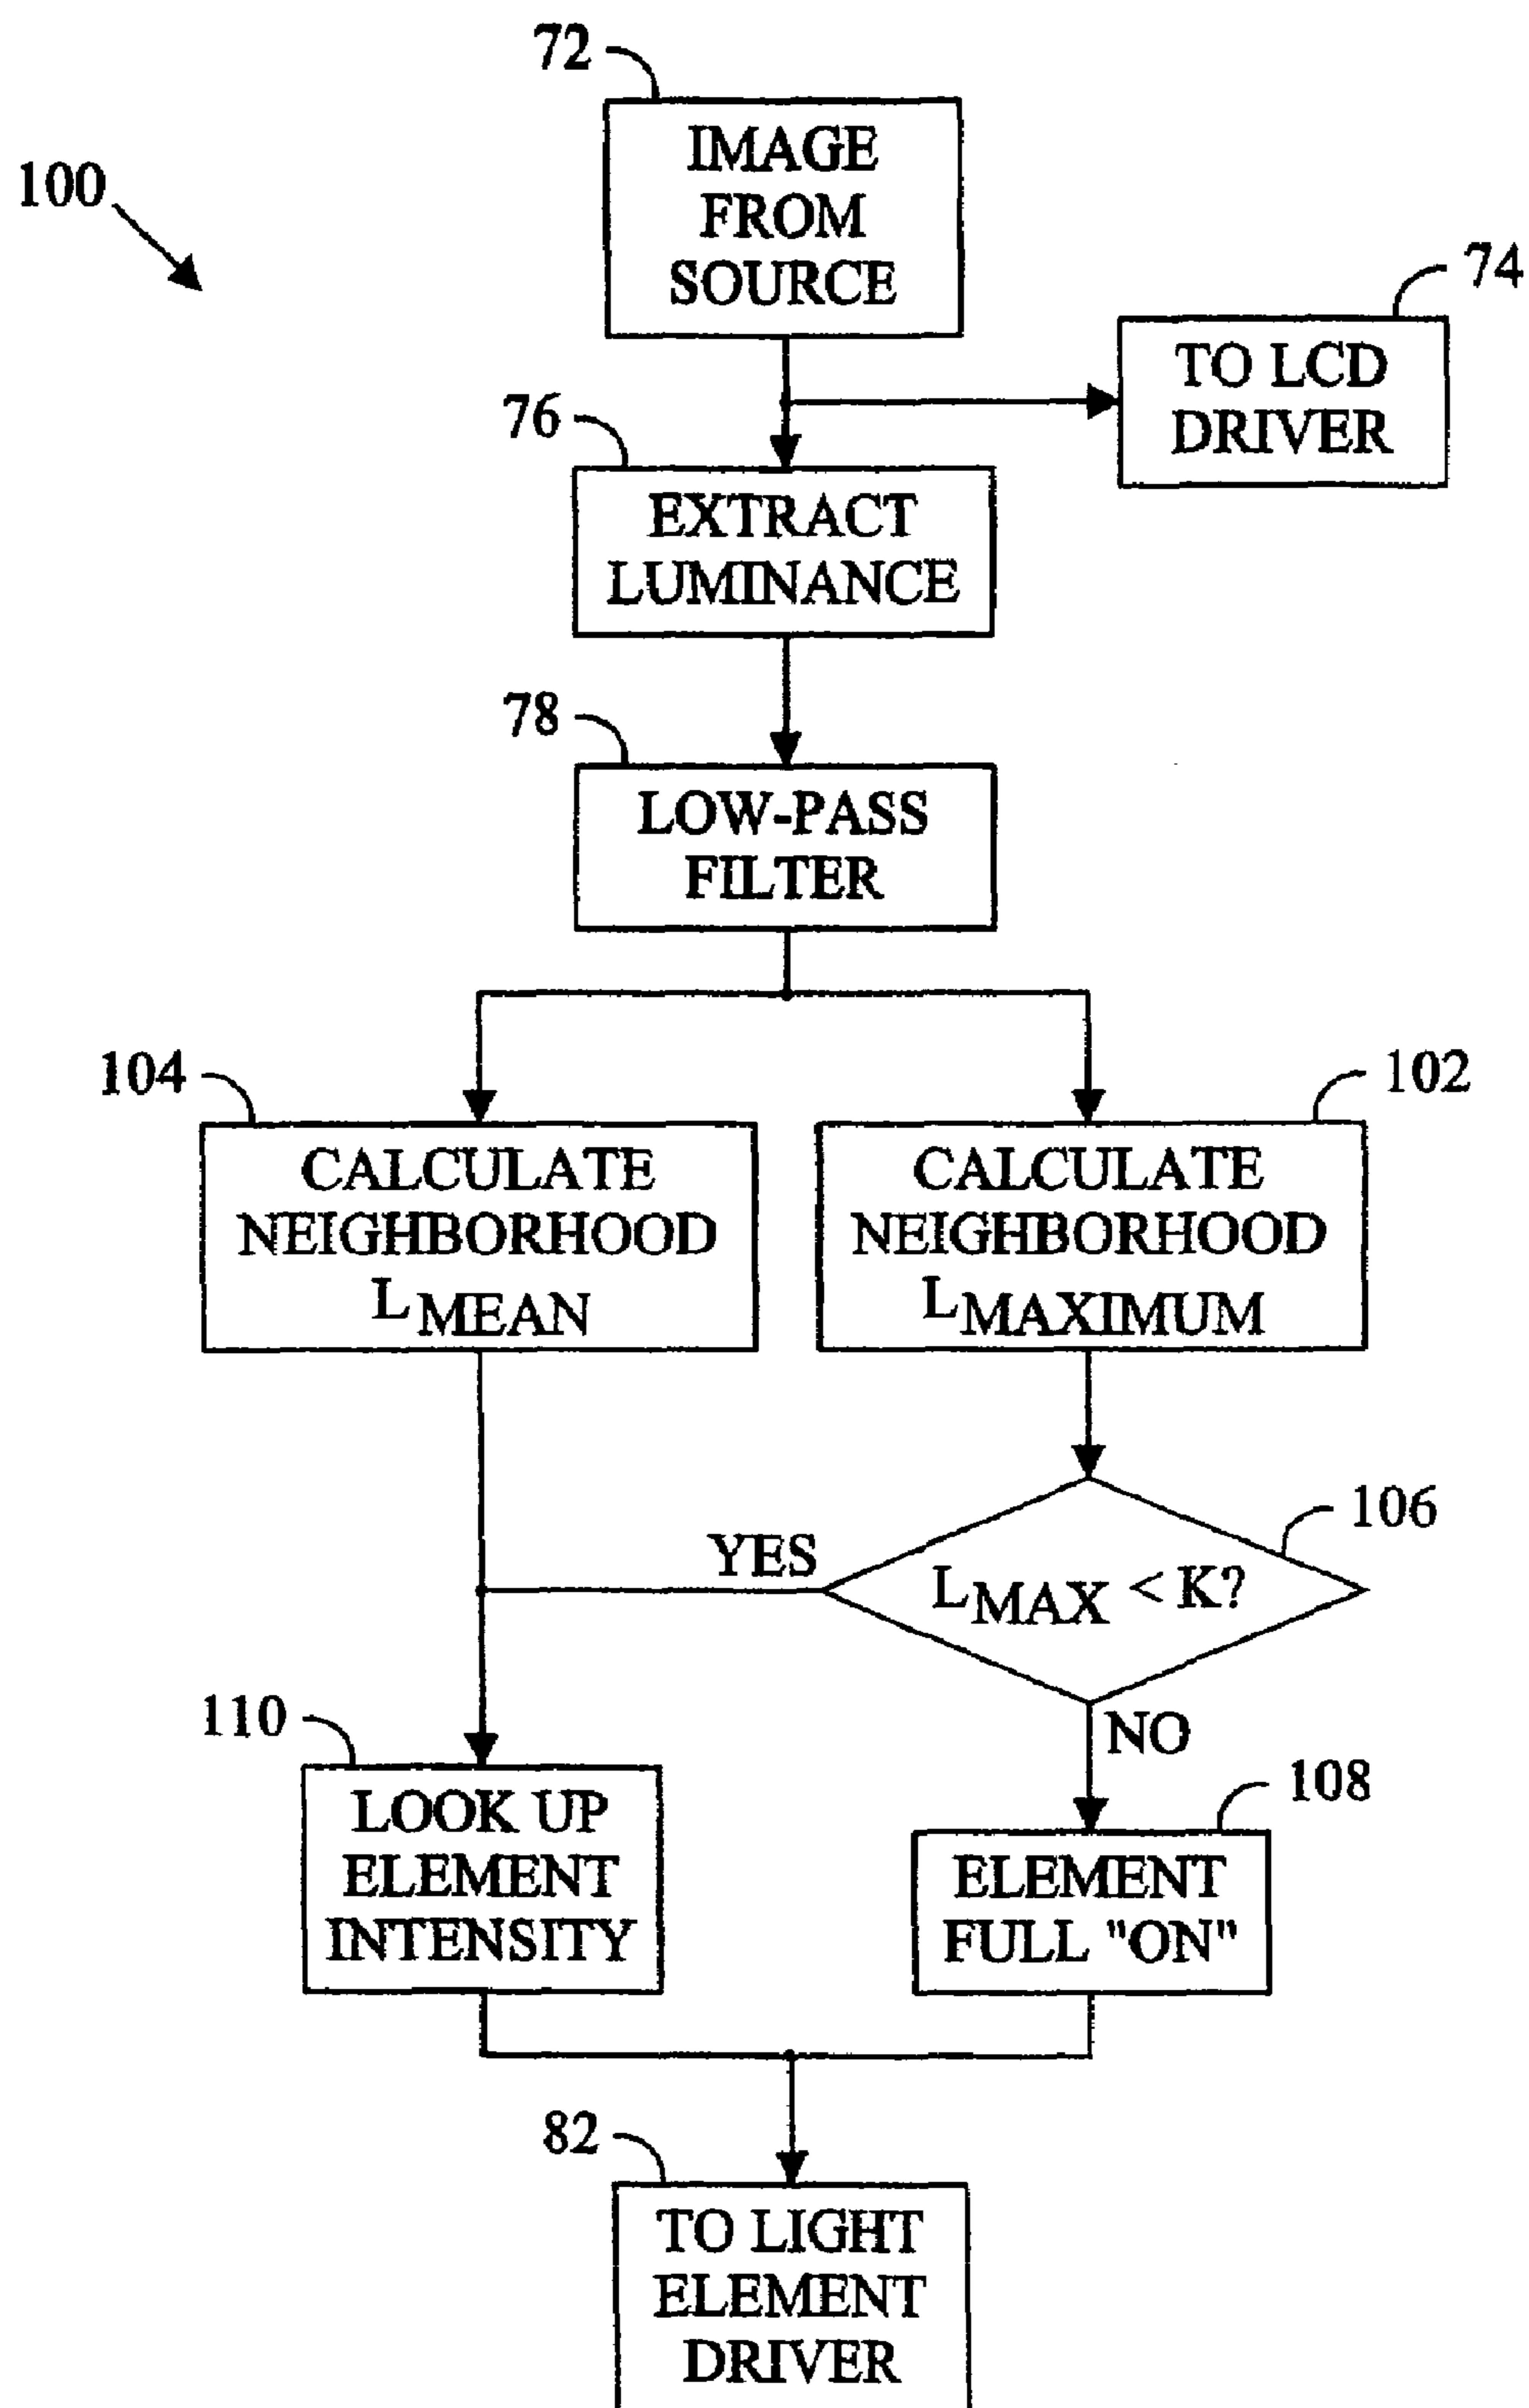 72
IMAGE
FROM
SOURCE
100
74
TO LCD
DRIVER
76
EXTRACT
LUMINANCE
78
LOW-PASS
FILTER
104
CALCULATE
NEIGHBORHOOD
LMEAN
102
CALCULATE
NEIGHBORHOOD
LMAXIMUM
106
YES
LMAX < K?
NO
110
LOOK UP
ELEMENT
INTENSITY
108
ELEMENT
FULL "ON"
82
TO LIGHT
ELEMENT
DRIVER